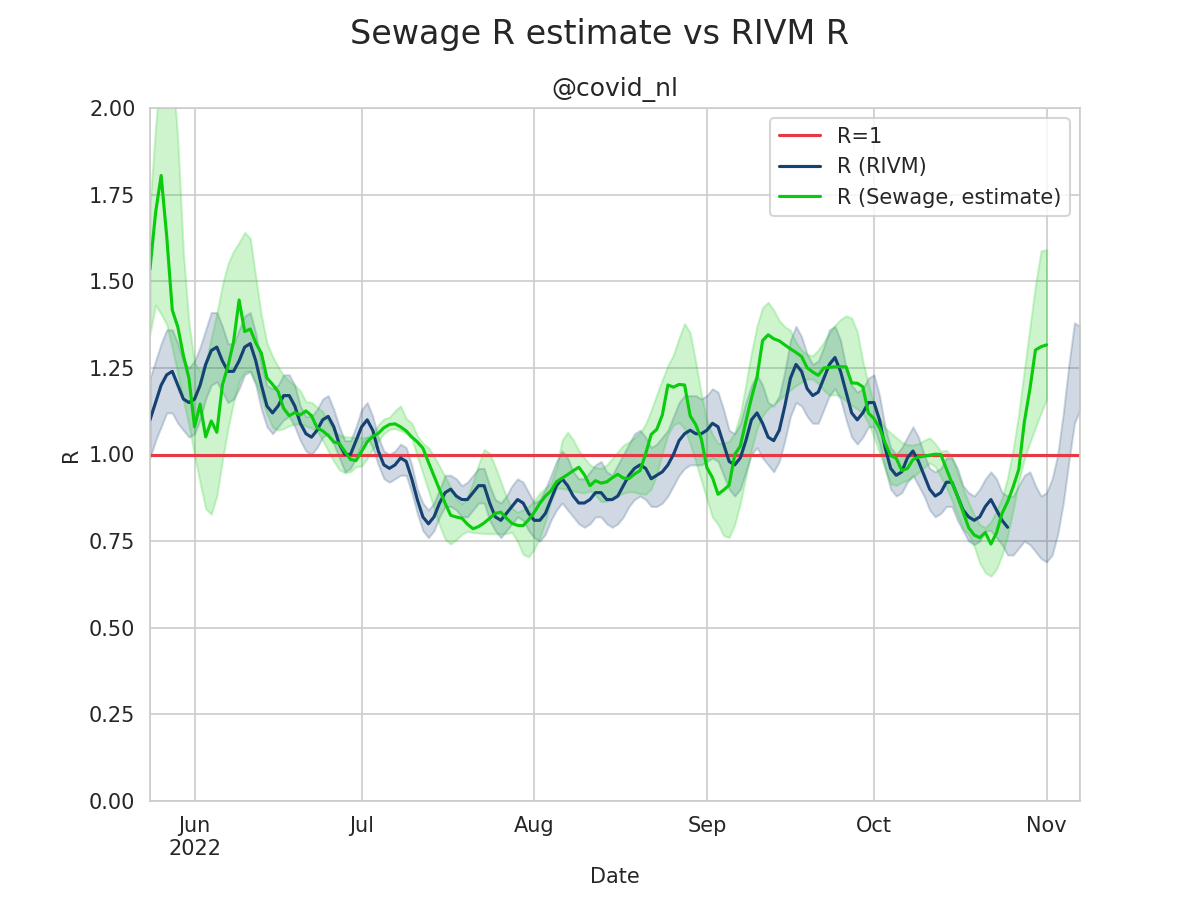 Sewage R estimate vs RIVM R
@covid_nl
2.00
1.75
1.50
1.25
1.00
0.75
0.50
0.25
0.00
R
R=1
R (RIVM)
R (Sewage, estimate)
Jun
2022
Jul
Aug
Sep
Oct
Nov
Date